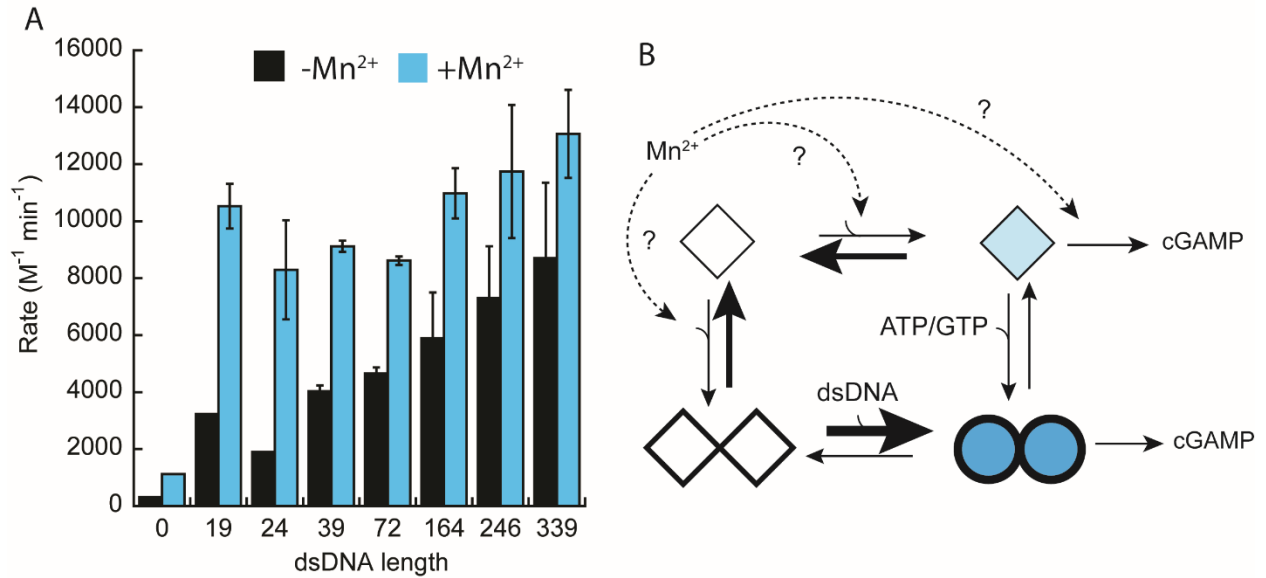 A
16000
14000
12000
10000
8000
6000
4000
2000
0
Rate (M⁻¹ min⁻¹)
-Mn²⁺ +Mn²⁺
0 19 24 39 72 164 246 339
dsDNA length
B
?
Mn²⁺
?
?
cGAMP
ATP/GTP
dsDNA
cGAMP